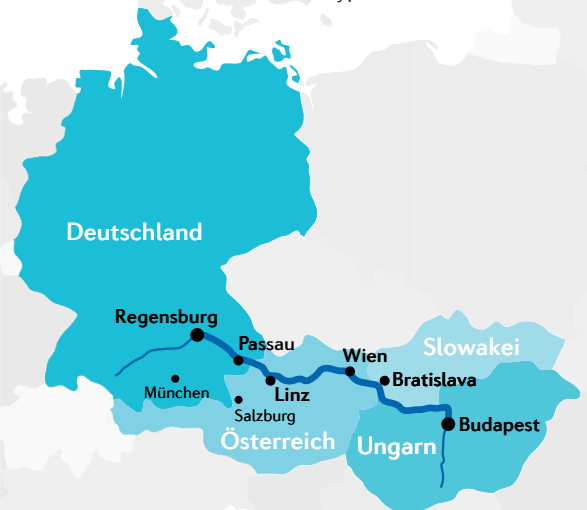 Deutschland
Regensburg
Passau
Wien
Slowakei
München
Linz
Bratislava
Salzburg
Österreich
Ungarn
Budapest